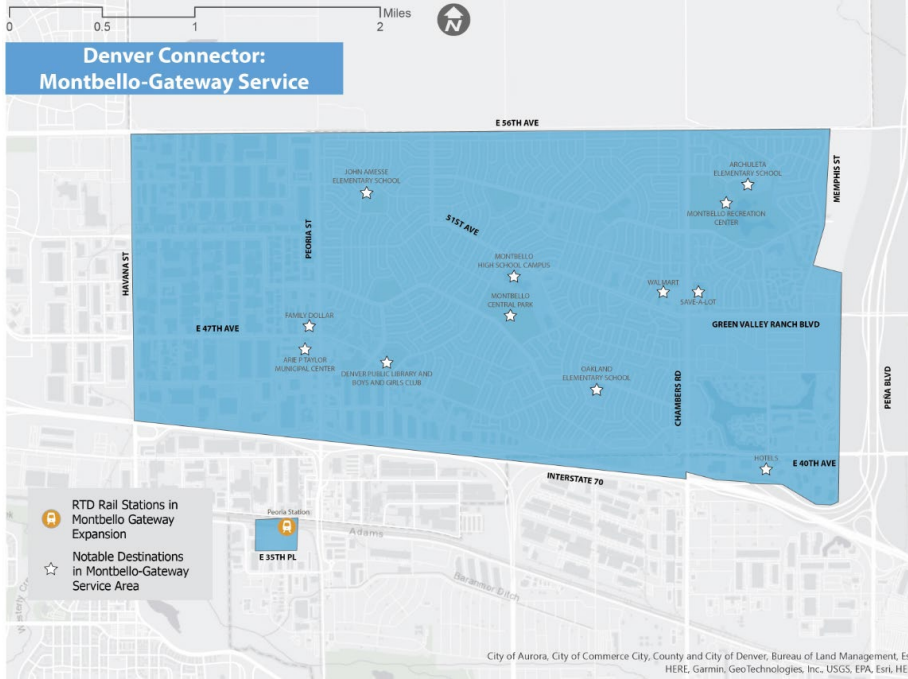 0 0.5 1 2 Miles
N
Denver Connector:
Montbello-Gateway Service
E 56TH AVE
MEMPHIS ST
ARCHULETA
ELEMENTARY SCHOOL
JOHN AMESSE
ELEMENTARY SCHOOL
MONTBELLO RECREATION
CENTER
51ST AVE
PEORIA ST
HAVANA ST
MONTBELLO
HIGH SCHOOL CAMPUS
WALMART
SAVE-A-LOT
MONTBELLO
CENTRAL PARK
FAMILY DOLLAR
E 47TH AVE
GREEN VALLEY RANCH BLVD
ARIE P TAYLOR
MUNICIPAL CENTER
DENVER PUBLIC LIBRARY AND
BOYS AND GIRLS CLUB
OAKLAND
ELEMENTARY SCHOOL
CHAMBERS RD
PEÑA BLVD
HOTELS
E 40TH AVE
INTERSTATE 70
RTD Rail Stations in
Montbello Gateway
Expansion
Notable Destinations
in Montbello-Gateway
Service Area
Peoria Station
E 35TH PL
Adams
Baranmor Ditch
Westerly Cr
City of Aurora, City of Commerce City, County and City of Denver, Bureau of Land Management, Es
HERE, Garmin, GeoTechnologies, Inc., USGS, EPA, Esri, HE